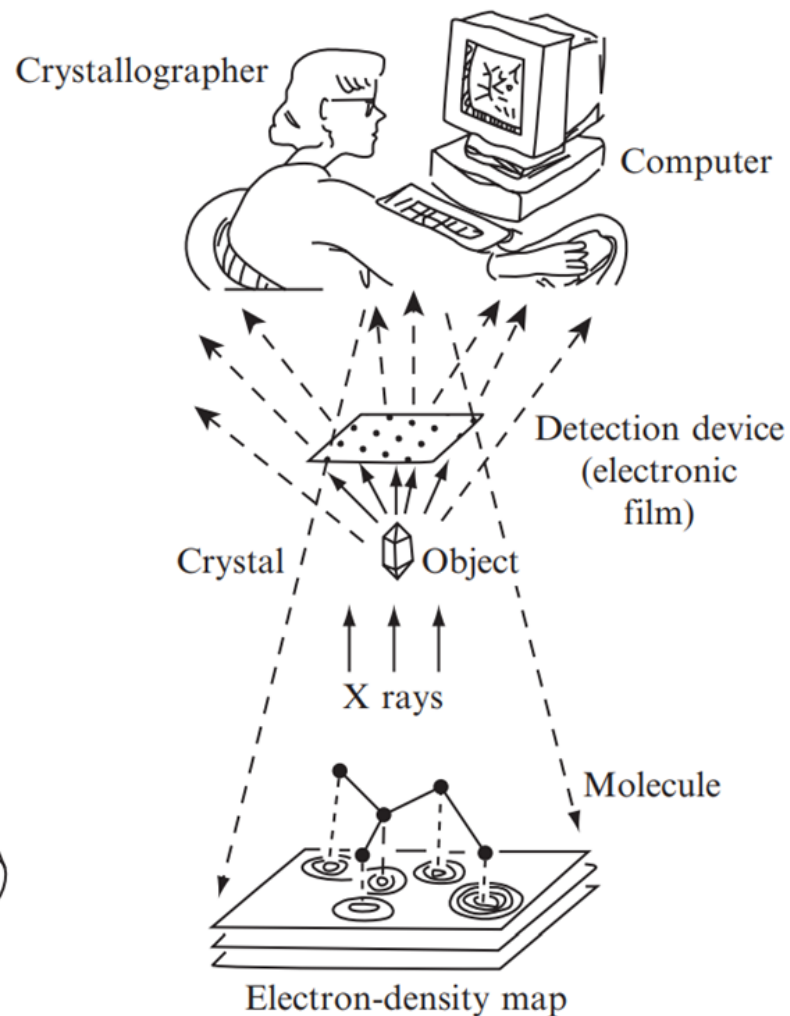 Crystallographer
Computer
Detection device
(electronic
film)
Crystal
Object
X rays
Molecule
Electron-density map